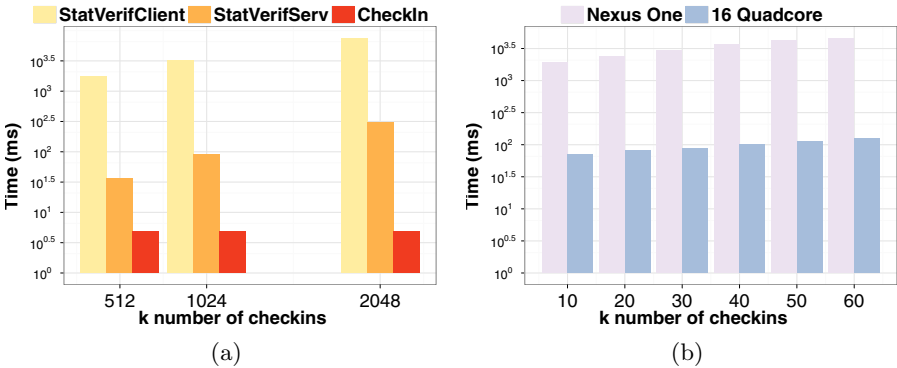 StatVerifClient StatVerifServ CheckIn
Time (ms)
10^3.5
10^3
10^2.5
10^2
10^1.5
10^1
10^0.5
10^0
512 1024 2048
k number of checkins
(a)
Nexus One 16 Quadcore
Time (ms)
10^3.5
10^3
10^2.5
10^2
10^1.5
10^1
10^0.5
10^0
10 20 30 40 50 60
k number of checkins
(b)